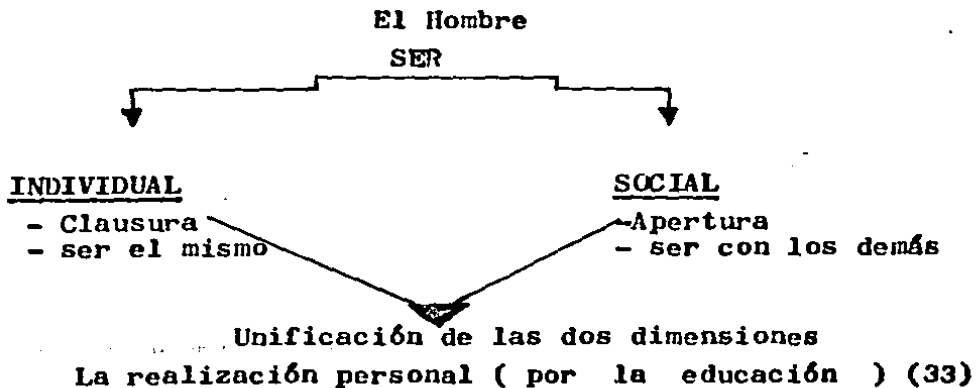 El Hombre
SER
INDIVIDUAL
- Clausura
- ser el mismo
SOCIAL
-Apertura
- ser con los demás
Unificación de las dos dimensiones
La realización personal ( por la educación ) (33)